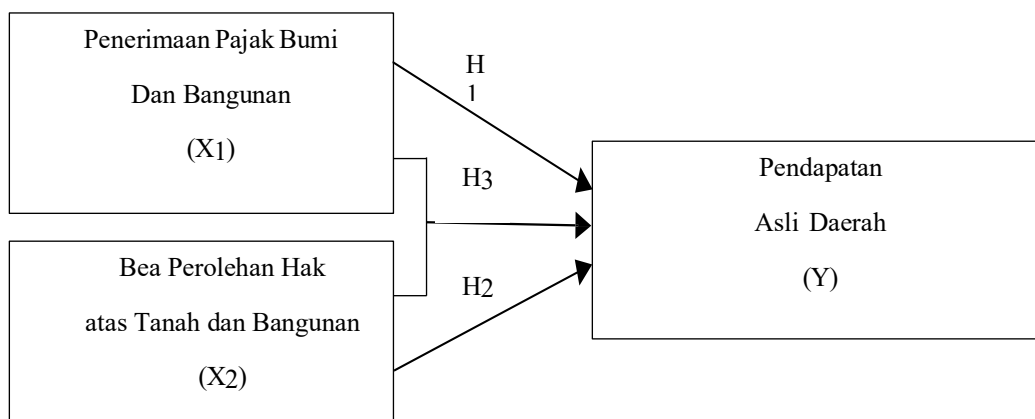 Penerimaan Pajak Bumi
Dan Bangunan
(X1)
H
1
H3
Bea Perolehan Hak
atas Tanah dan Bangunan
(X2)
H2
Pendapatan
Asli Daerah
(Y)